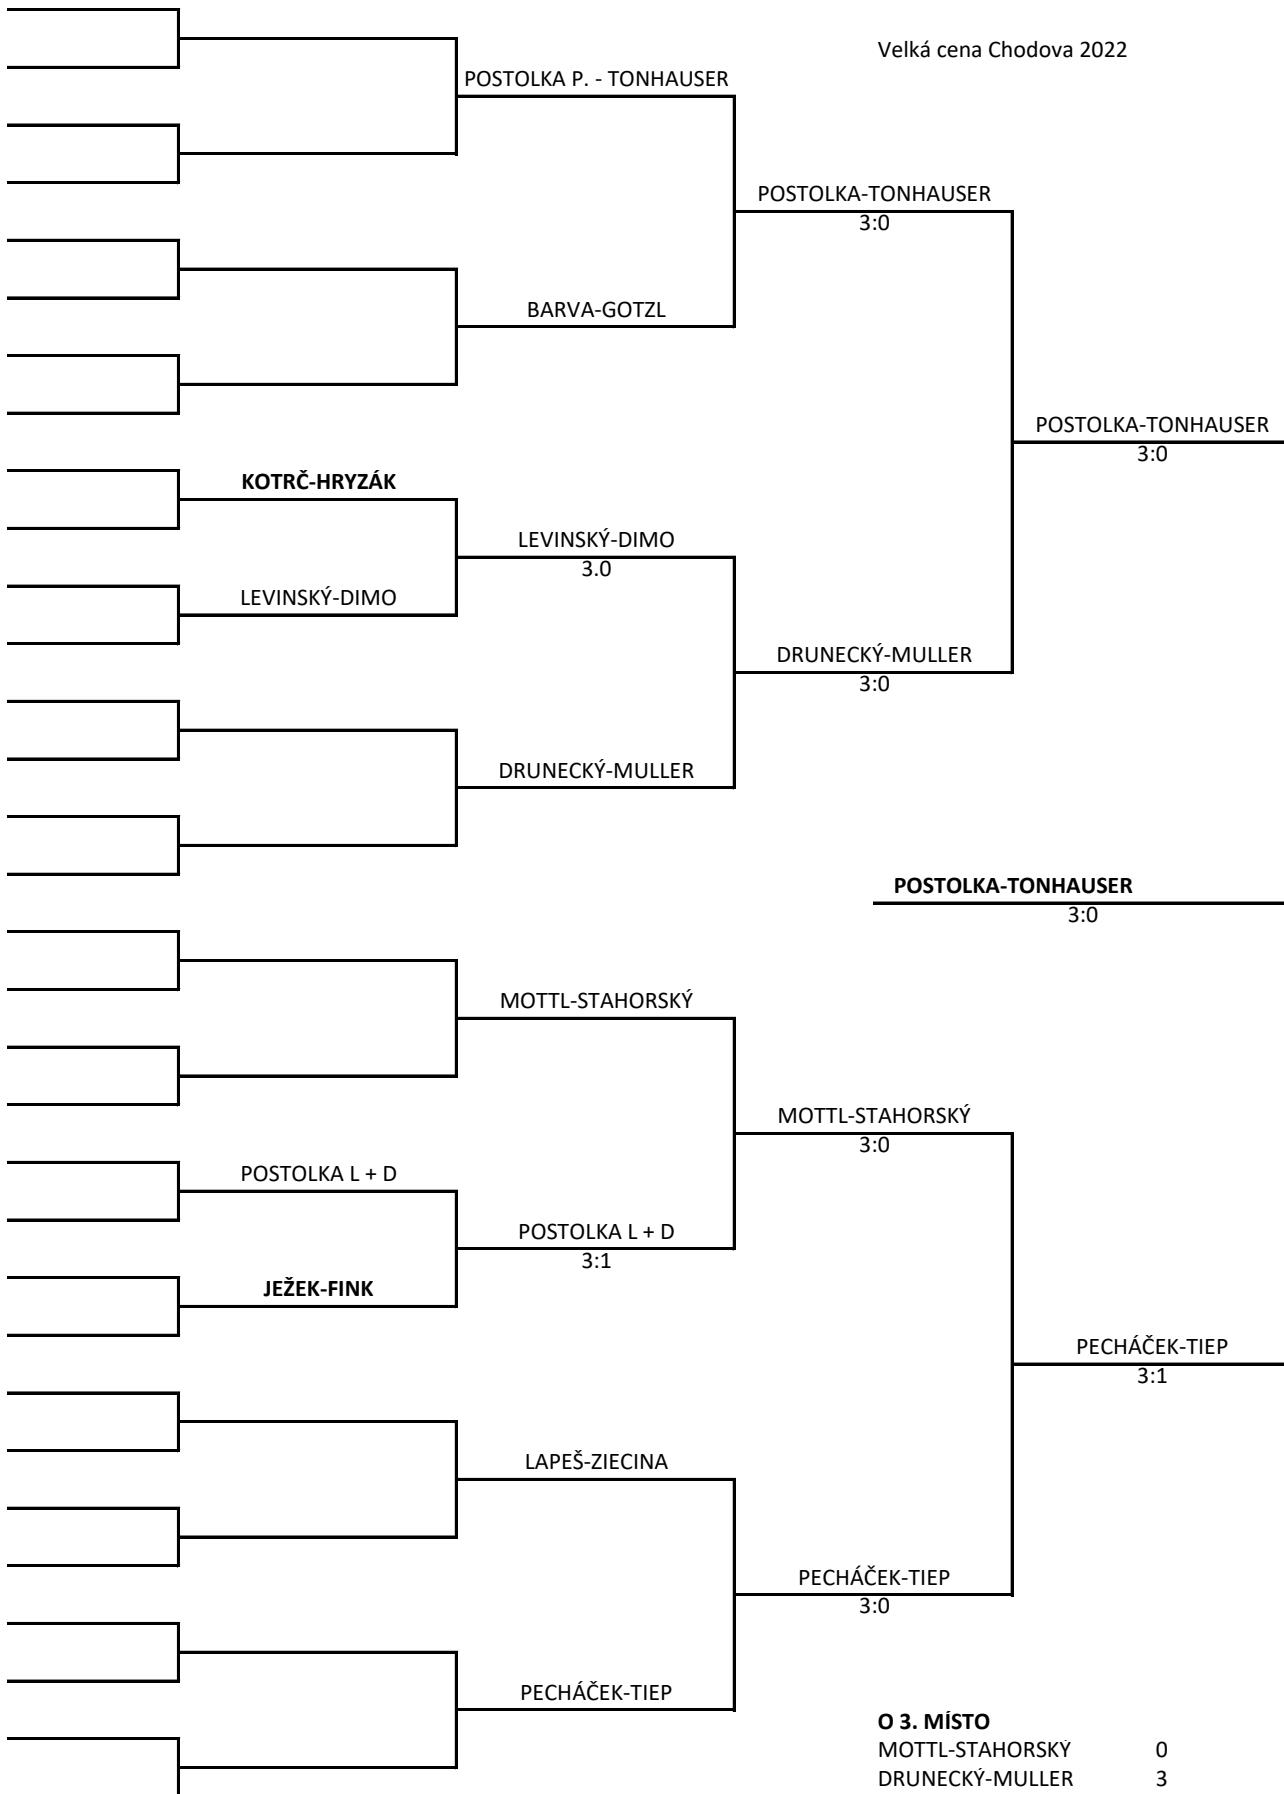 Velká cena Chodova 2022
POSTOLKA P. - TONHAUSER
POSTOLKA-TONHAUSER
3:0
BARVA-GOTZL
POSTOLKA-TONHAUSER
3:0
KOTRČ-HRYZÁK
LEVINSKÝ-DIMO
3.0
LEVINSKÝ-DIMO
DRUNECKÝ-MULLER
3:0
DRUNECKÝ-MULLER
POSTOLKA-TONHAUSER
3:0
MOTTL-STAHORSKÝ
MOTTL-STAHORSKÝ
3:0
POSTOLKA L + D
POSTOLKA L + D
3:1
JEŽEK-FINK
PECHÁČEK-TIEP
3:1
LAPEŠ-ZIECINA
PECHÁČEK-TIEP
3:0
PECHÁČEK-TIEP
O 3. MÍSTO
MOTTL-STAHORSKÝ 0
DRUNECKÝ-MULLER 3